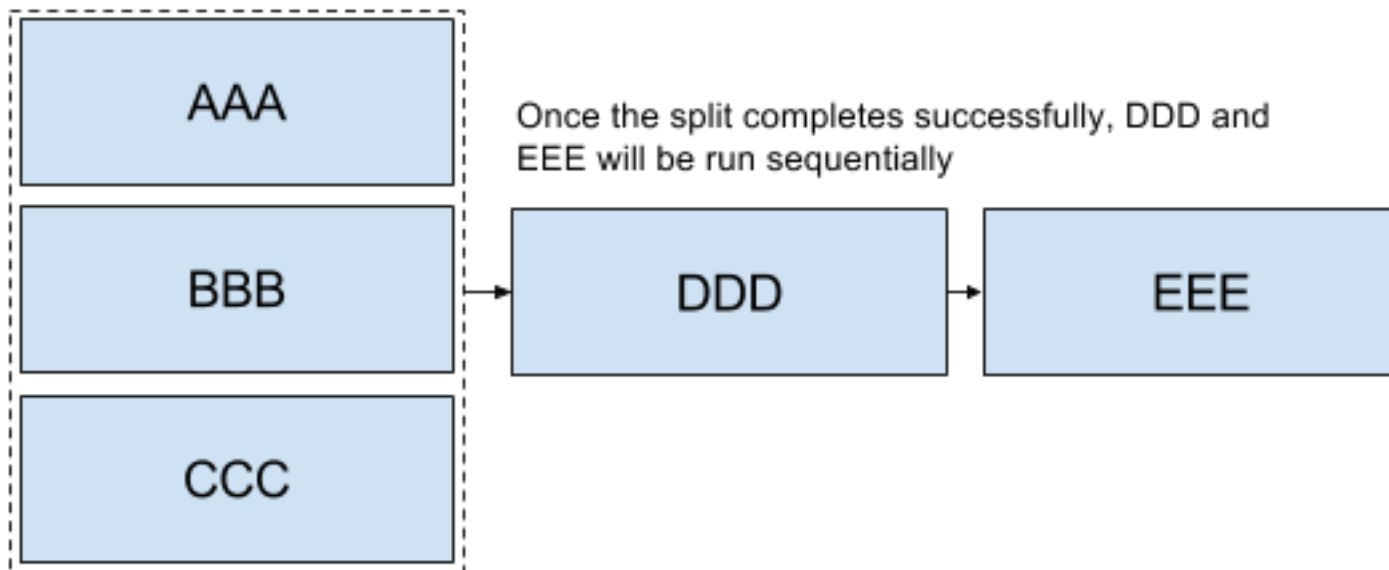 AAA
Once the split completes successfully, DDD and
EEE will be run sequentially
BBB
DDD
EEE
CCC